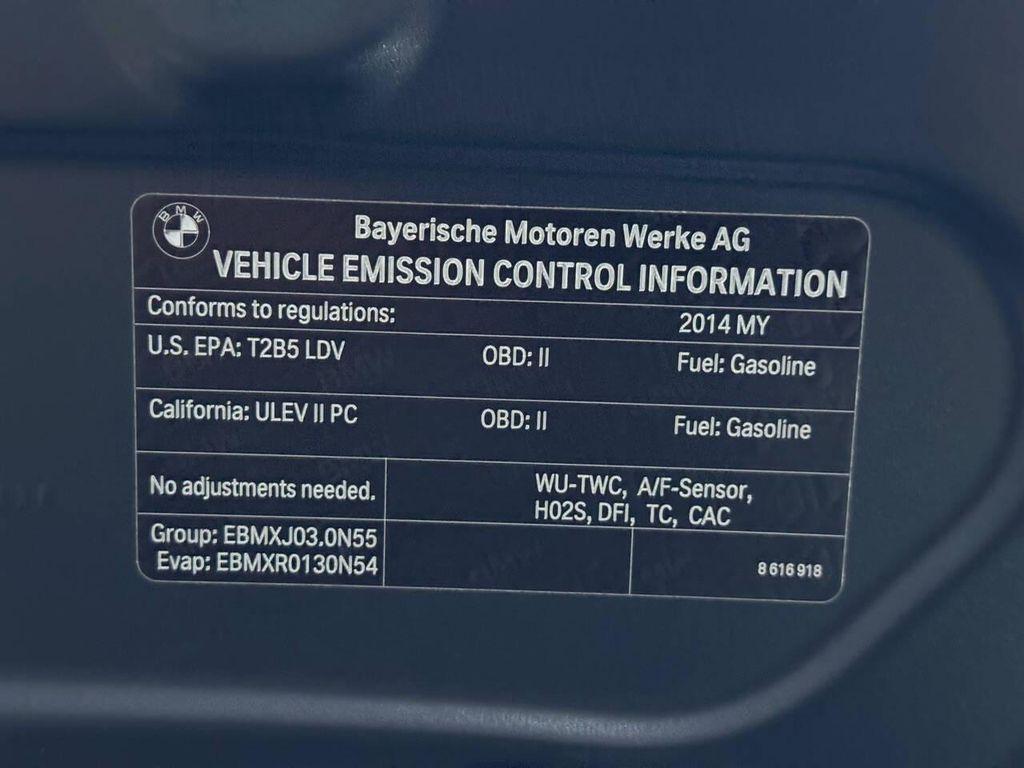 BMW
Bayerische Motoren Werke AG
VEHICLE EMISSION CONTROL INFORMATION
Conforms to regulations: 2014 MY
U.S. EPA: T2B5 LDV OBD: II Fuel: Gasoline
California: ULEV II PC OBD: II Fuel: Gasoline
No adjustments needed.
WU-TWC, A/F-Sensor,
H02S, DFI, TC, CAC
Group: EBMXJ03.0N55
Evap: EBMXR0130N54
8 616 918